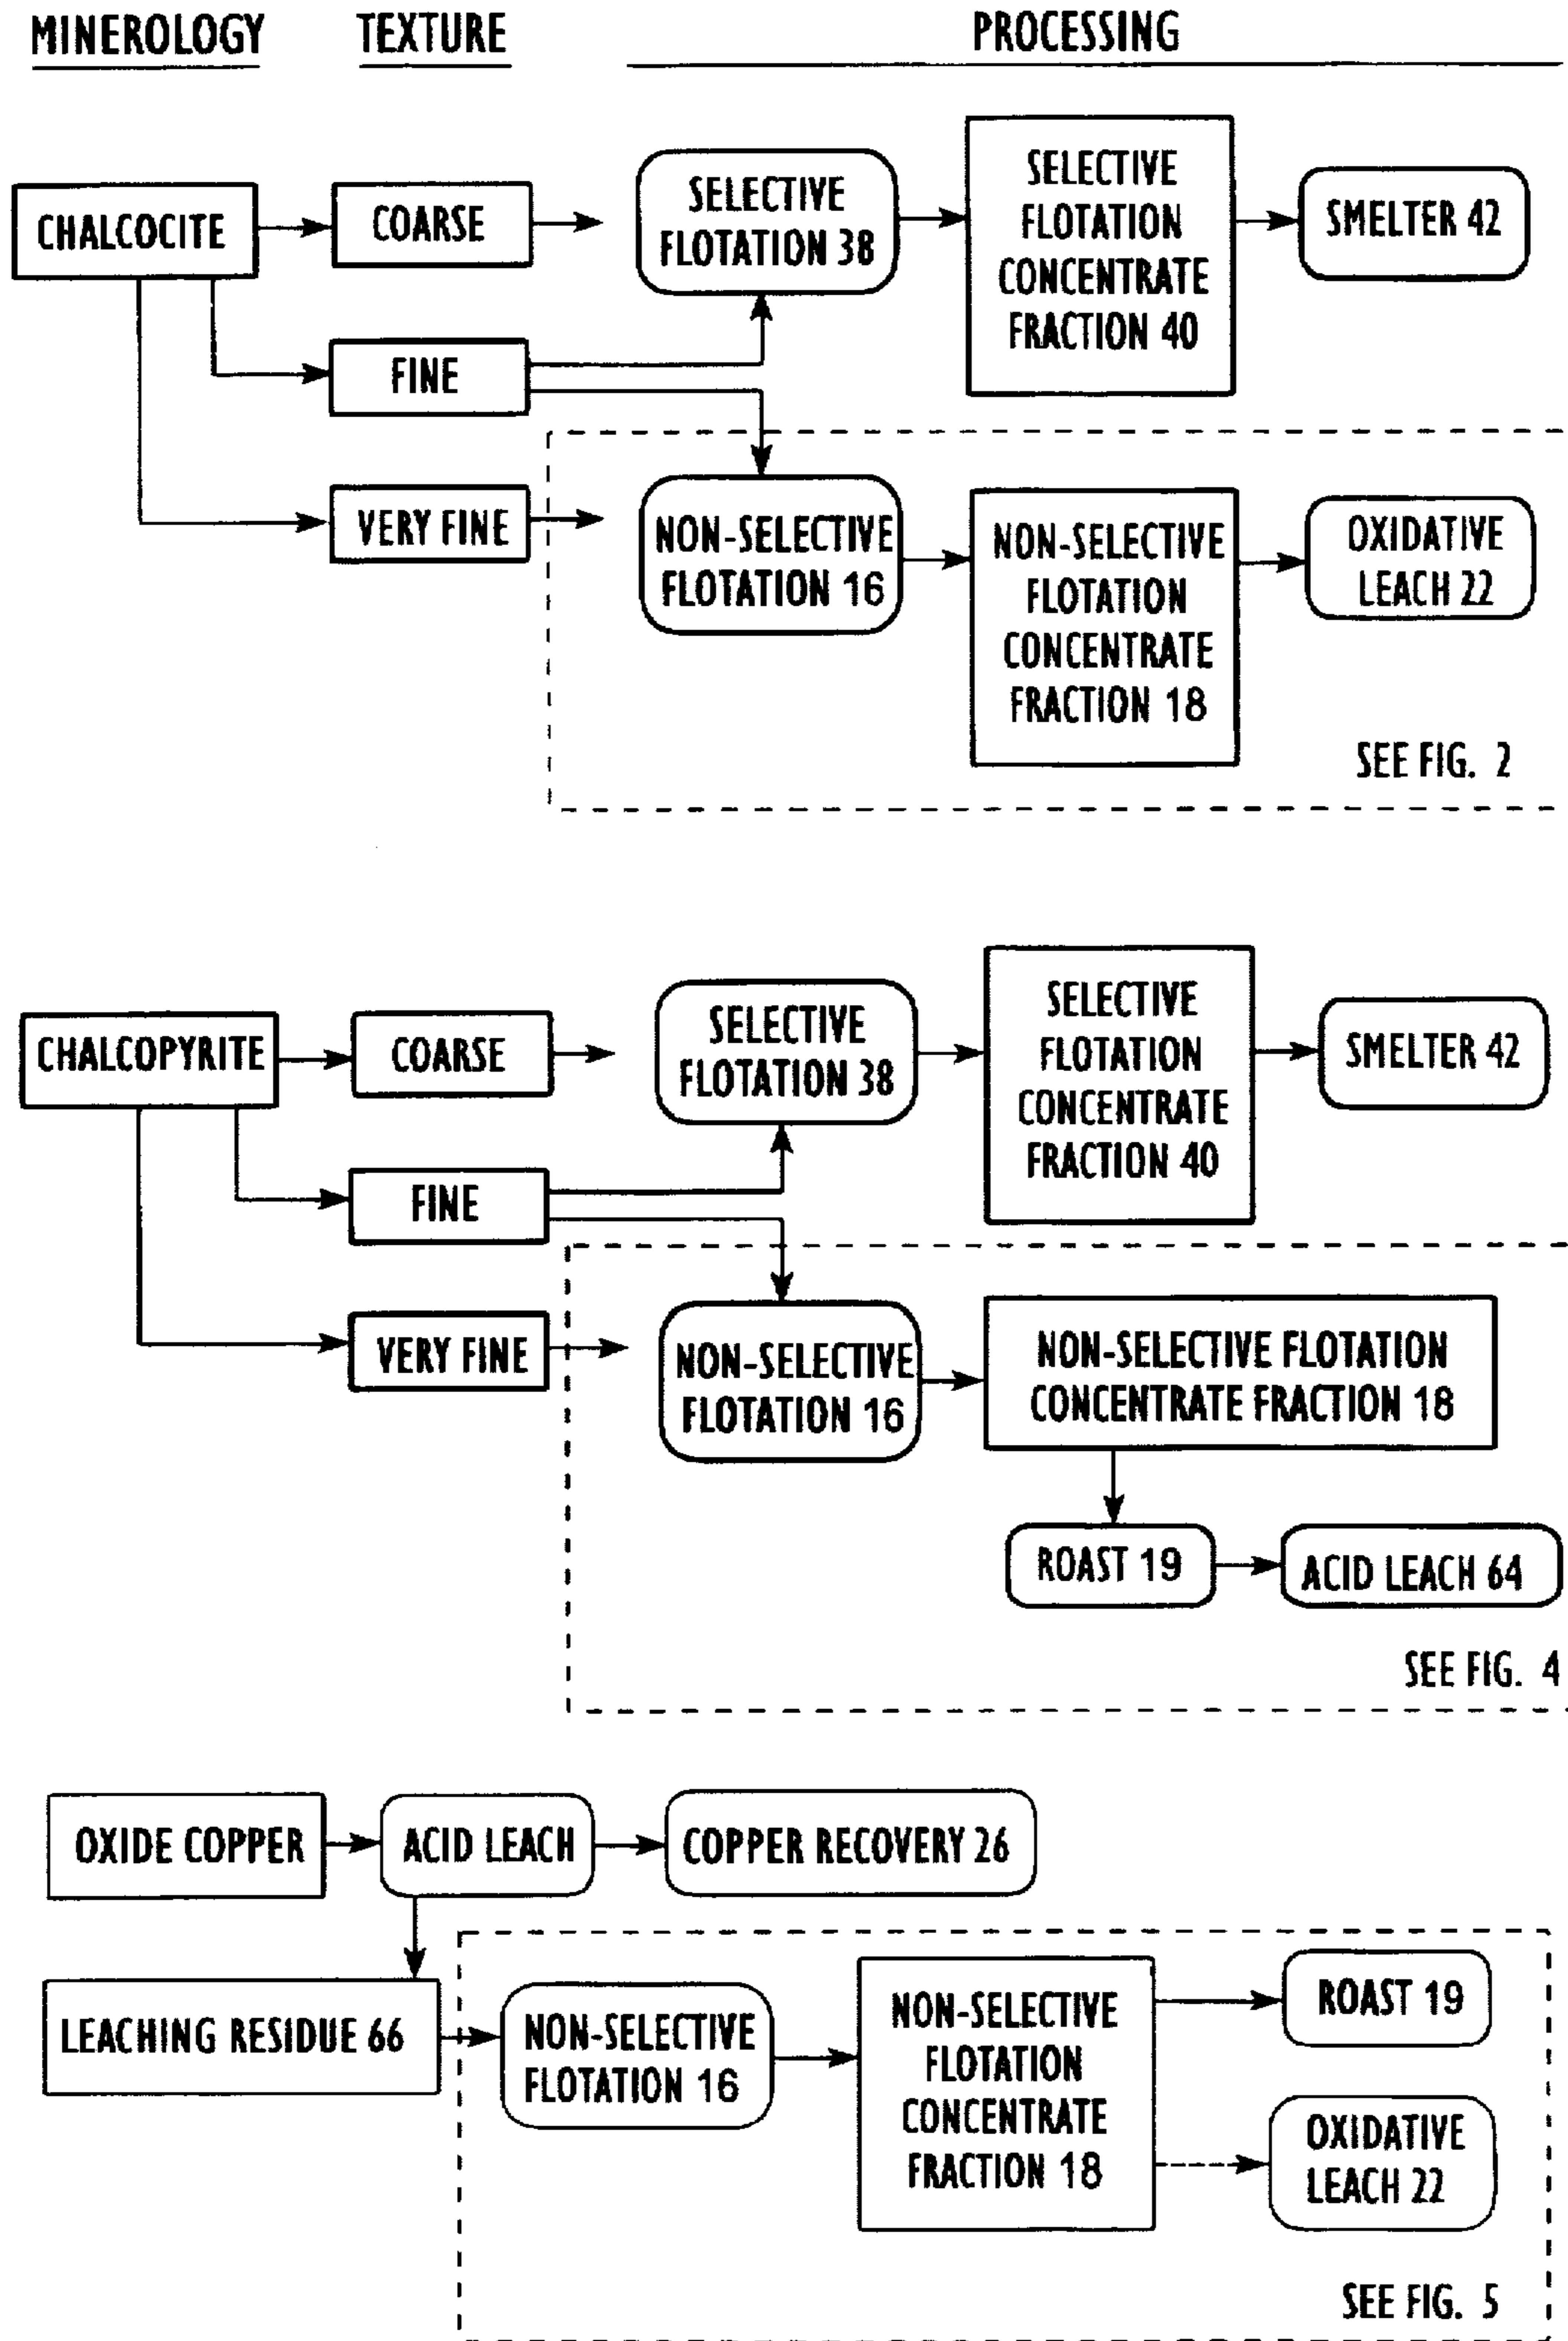 MINEROLOGY
TEXTURE
PROCESSING
CHALCOCITE
COARSE
SELECTIVE
FLOTATION 38
SELECTIVE
FLOTATION
CONCENTRATE
FRACTION 40
SMELTER 42
FINE
VERY FINE
NON-SELECTIVE
FLOTATION 16
NON-SELECTIVE
FLOTATION
CONCENTRATE
FRACTION 18
OXIDATIVE
LEACH 22
SEE FIG. 2
CHALCOPYRITE
COARSE
SELECTIVE
FLOTATION 38
SELECTIVE
FLOTATION
CONCENTRATE
FRACTION 40
SMELTER 42
FINE
VERY FINE
NON-SELECTIVE
FLOTATION 16
NON-SELECTIVE FLOTATION
CONCENTRATE FRACTION 18
ROAST 19
ACID LEACH 64
SEE FIG. 4
OXIDE COPPER
ACID LEACH
COPPER RECOVERY 26
LEACHING RESIDUE 66
NON-SELECTIVE
FLOTATION 16
NON-SELECTIVE
FLOTATION
CONCENTRATE
FRACTION 18
ROAST 19
OXIDATIVE
LEACH 22
SEE FIG. 5